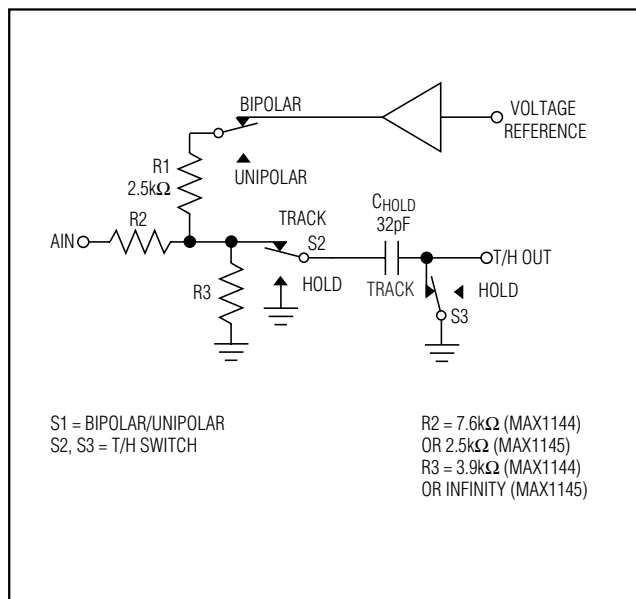 BIPOLAR
VOLTAGE
REFERENCE
R1
2.5kΩ
UNIPOLAR
R2
AIN
TRACK
S2
CHOLD
32pF
T/H OUT
R3
HOLD
TRACK
HOLD
S3
S1 = BIPOLAR/UNIPOLAR
S2, S3 = T/H SWITCH
R2 = 7.6kΩ (MAX1144)
OR 2.5kΩ (MAX1145)
R3 = 3.9kΩ (MAX1144)
OR INFINITY (MAX1145)